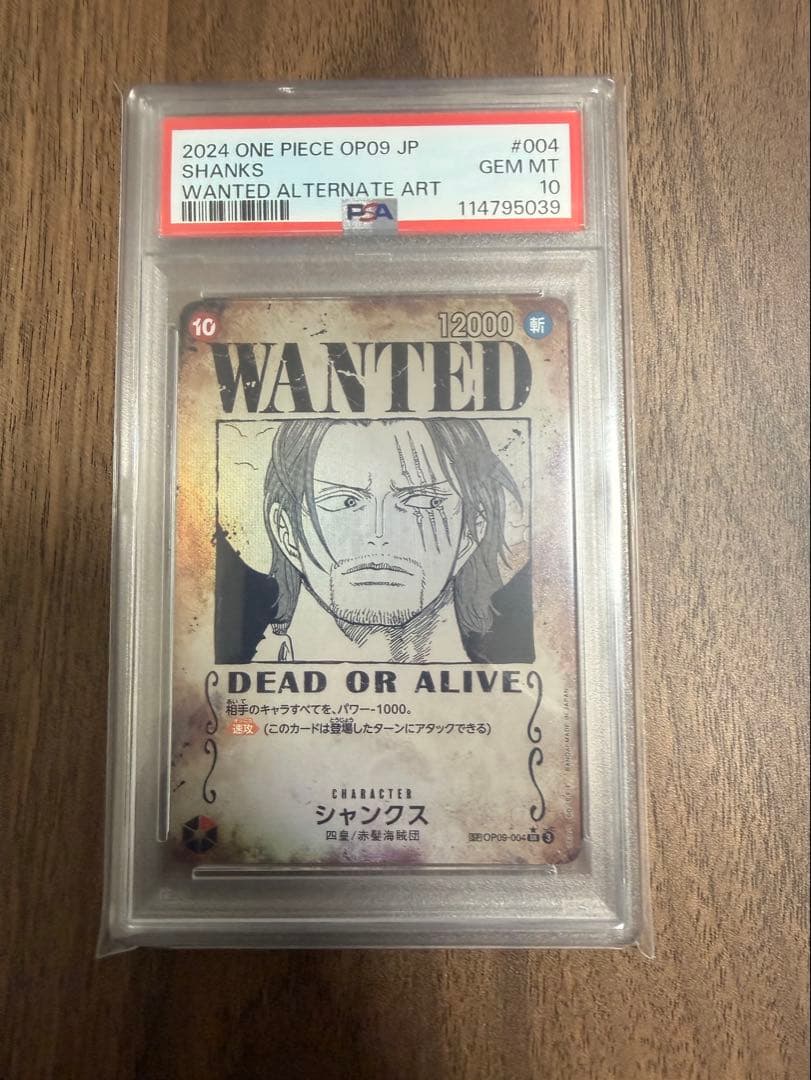 2024 ONE PIECE OP09 JP #004
SHANKS GEM MT
WANTED ALTERNATE ART 10
PSA 114795039
10 12000 斬
WANTED
DEAD OR ALIVE
相手のキャラすべてを、パワー-1000。
速攻 (このカードは登場したターンにアタックできる)
CHARACTER
シャンクス
四皇/赤髪海賊団
OP09-004 SR 3